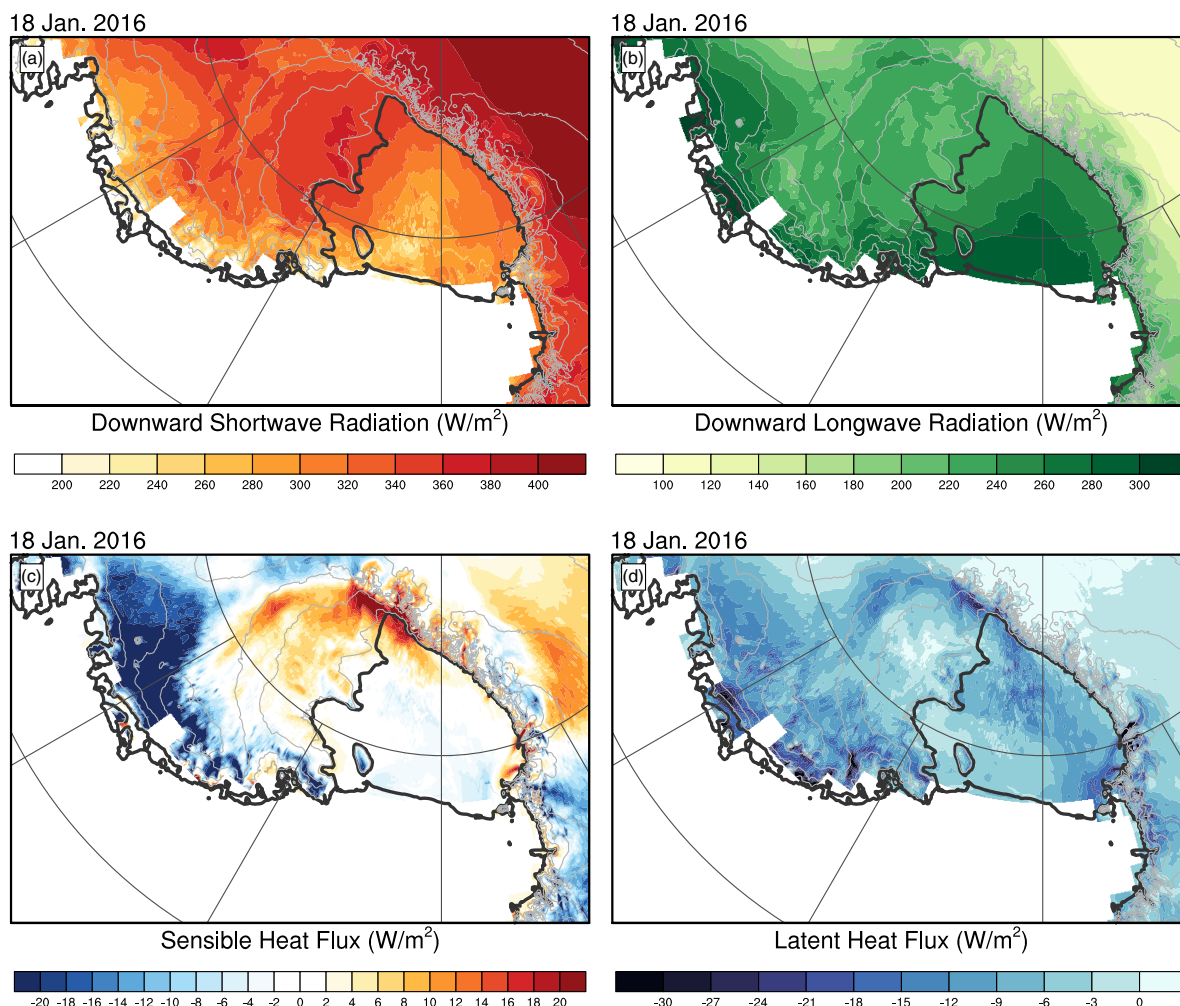 18 Jan. 2016
18 Jan. 2016
(a)
(b)
Downward Shortwave Radiation (W/m²)
Downward Longwave Radiation (W/m²)
200 220 240 260 280 300 320 340 360 380 400
100 120 140 160 180 200 220 240 260 280 300
18 Jan. 2016
18 Jan. 2016
(c)
(d)
Sensible Heat Flux (W/m²)
Latent Heat Flux (W/m²)
-20 -18 -16 -14 -12 -10 -8 -6 -4 -2 0 2 4 6 8 10 12 14 16 18 20
-30 -27 -24 -21 -18 -15 -12 -9 -6 -3 0